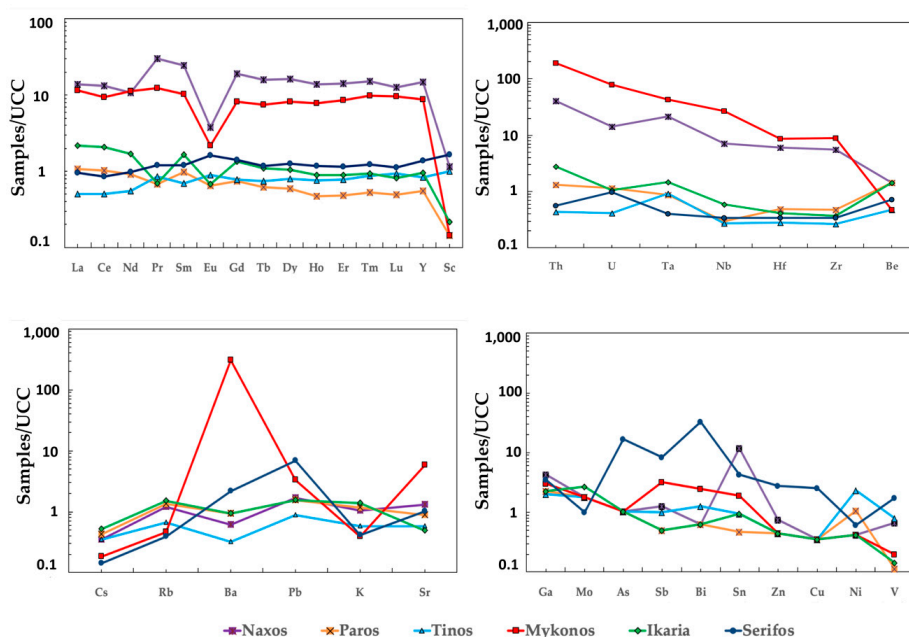 100
10
1
0.1
Samples/UCC
La Ce Nd Pr Sm Eu Gd Tb Dy Ho Er Tm Lu Y Sc
1,000
100
10
1
0.1
Samples/UCC
Th U Ta Nb Hf Zr Be
1,000
100
10
1
0.1
Samples/UCC
Cs Rb Ba Pb K Sr
1,000
100
10
1
0.1
Samples/UCC
Ga Mo As Sb Bi Sn Zn Cu Ni V
Naxos Paros Tinos Mykonos Ikaria Serifos